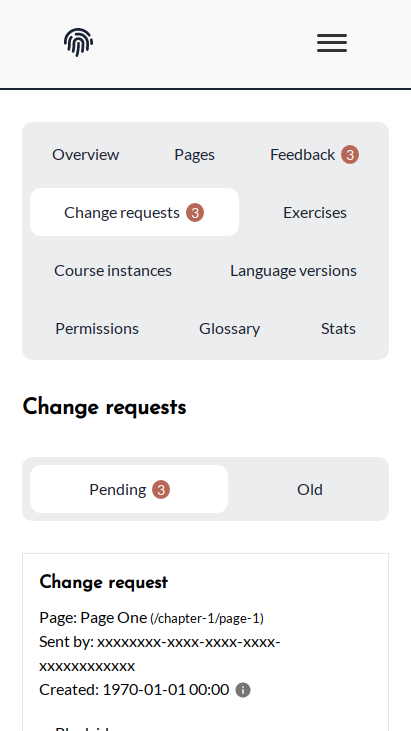 Overview Pages Feedback 3
Change requests 3 Exercises
Course instances Language versions
Permissions Glossary Stats
Change requests
Pending 3 Old
Change request
Page: Page One (/chapter-1/page-1)
Sent by: xxxxxxxx-xxxx-xxxx-xxxx-
xxxxxxxxxxxx
Created: 1970-01-01 00:00